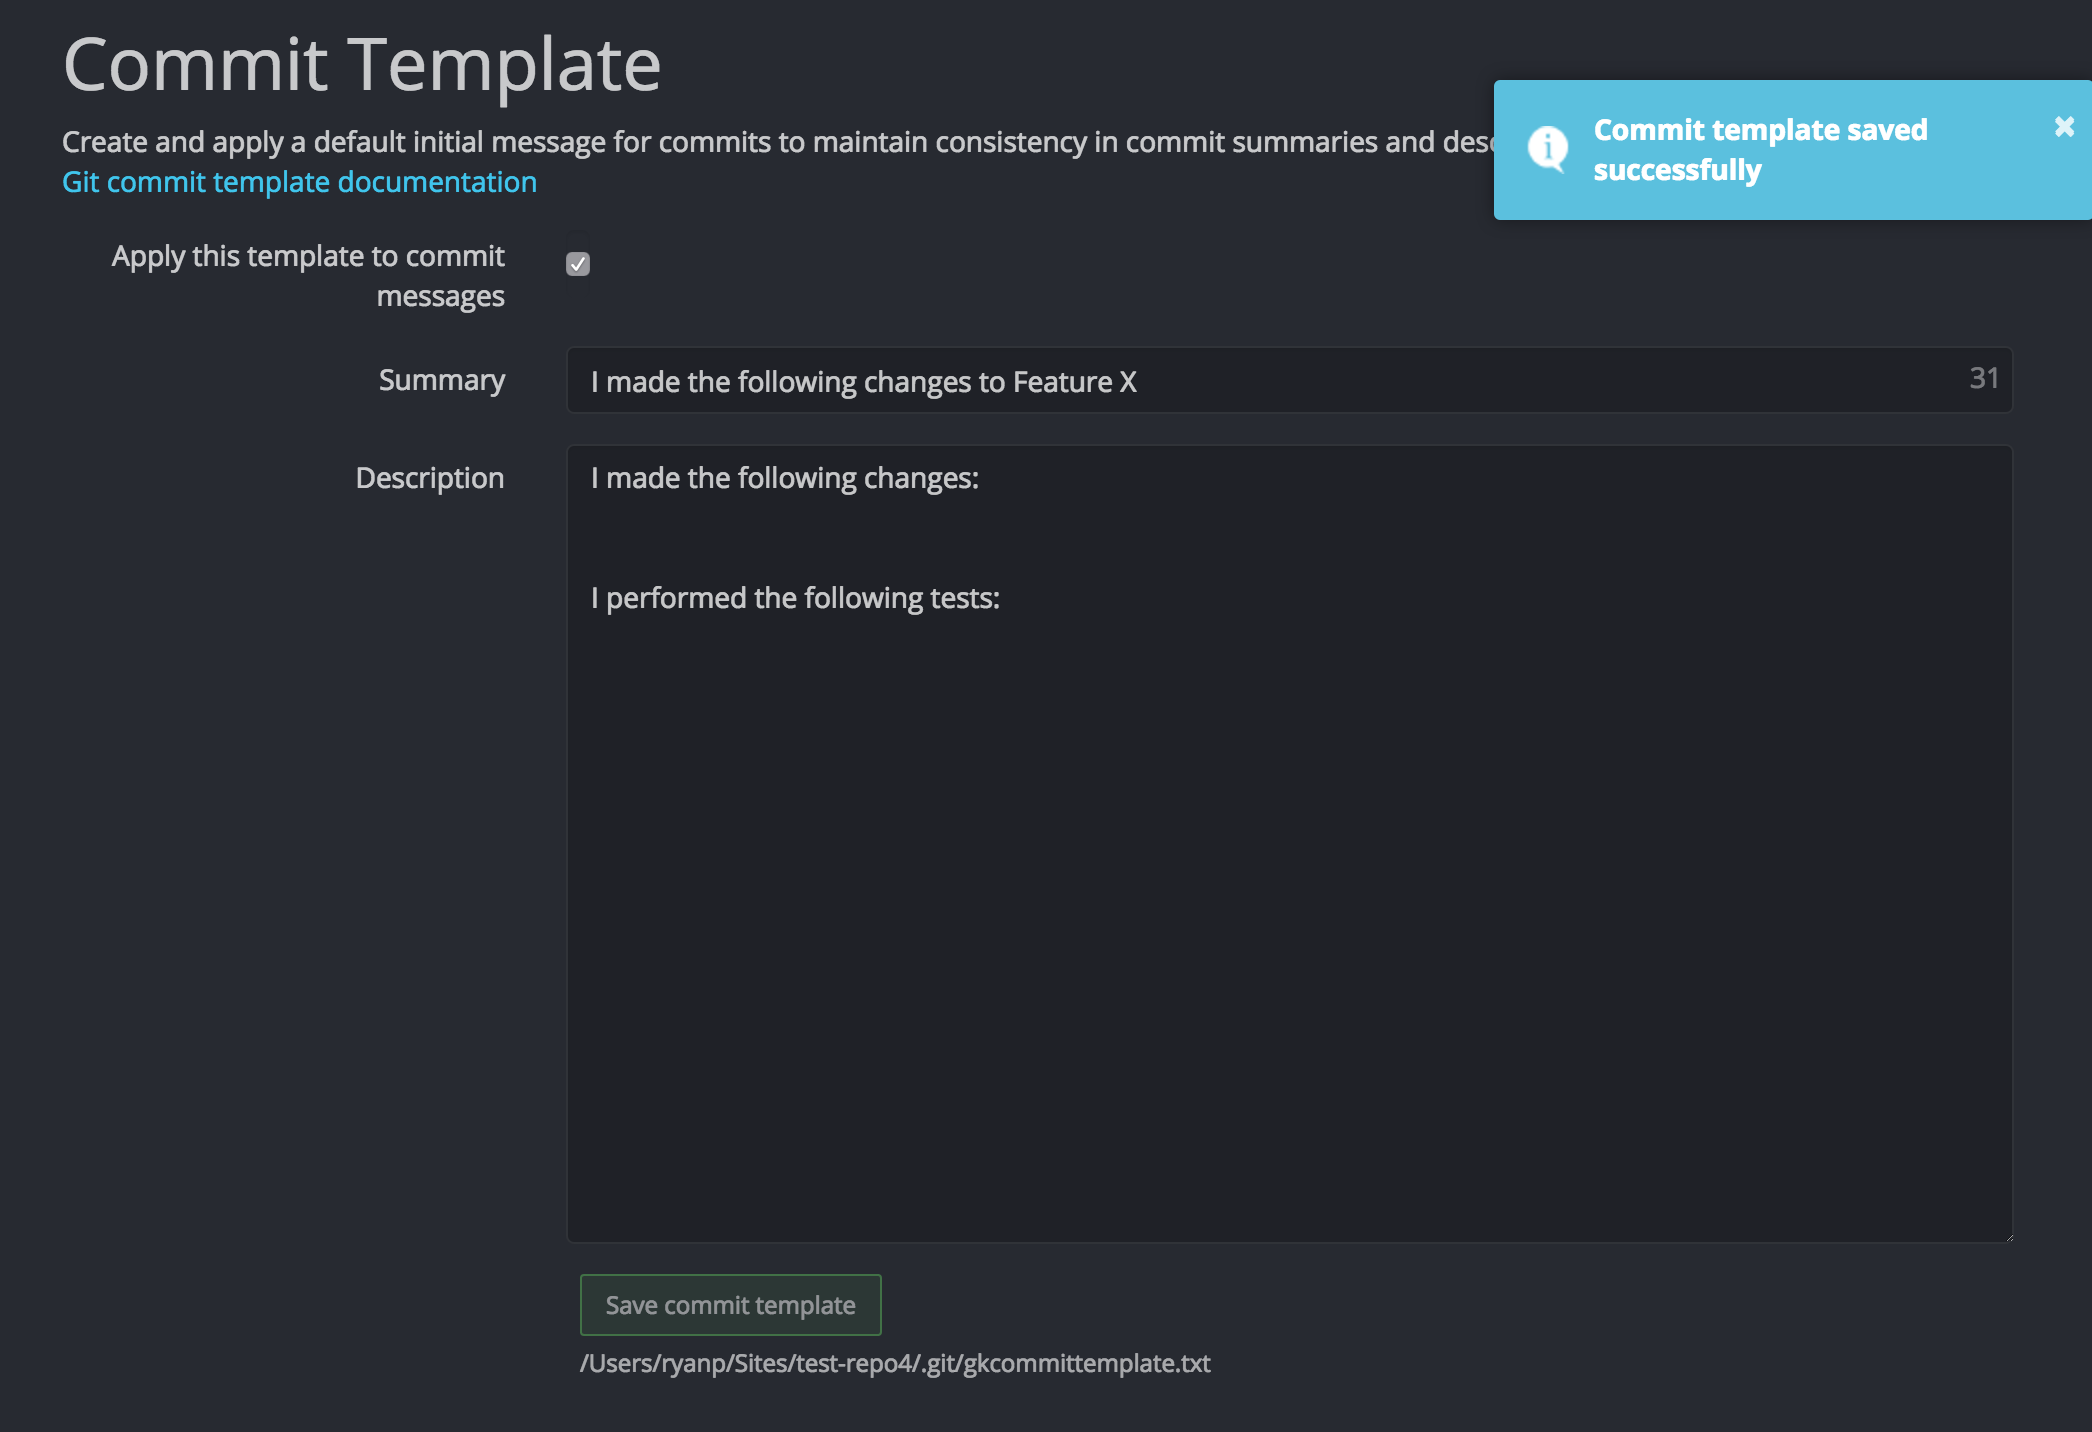 Commit Template
Create and apply a default initial message for commits to maintain consistency in commit summaries and
Git commit template documentation
Commit template saved
successfully
Apply this template to commit
messages
Summary
I made the following changes to Feature X
31
Description
I made the following changes:
I performed the following tests:
Save commit template
/Users/ryanp/Sites/test-repo4/.git/gkcommittemplate.txt